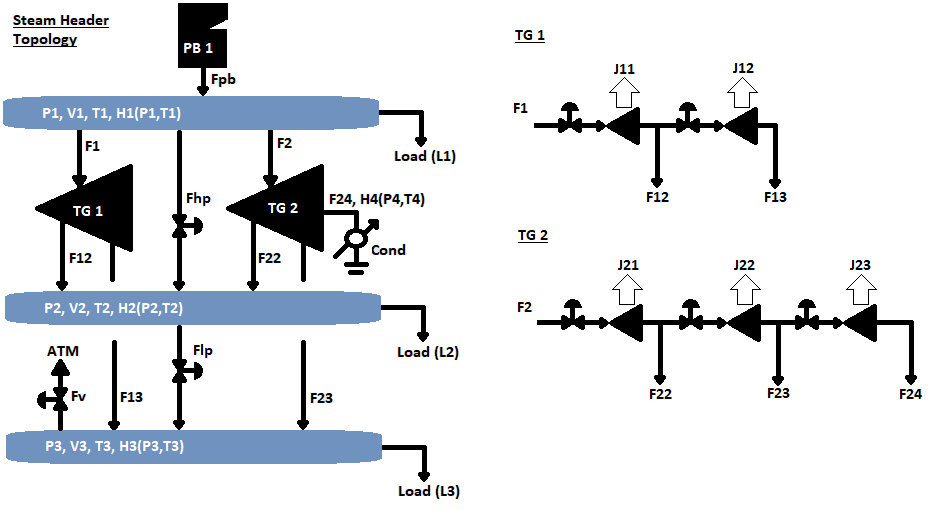 Steam Header
Topology
PB 1
Fpb
P1, V1, T1, H1(P1,T1)
Load (L1)
F1
F2
Fhp
TG 1
TG 2
F24, H4(P4,T4)
Cond
F12
F22
P2, V2, T2, H2(P2,T2)
Load (L2)
ATM
Fv
F13
Flp
F23
P3, V3, T3, H3(P3,T3)
Load (L3)
TG 1
J11
J12
F1
F12
F13
TG 2
J21
J22
J23
F2
F22
F23
F24